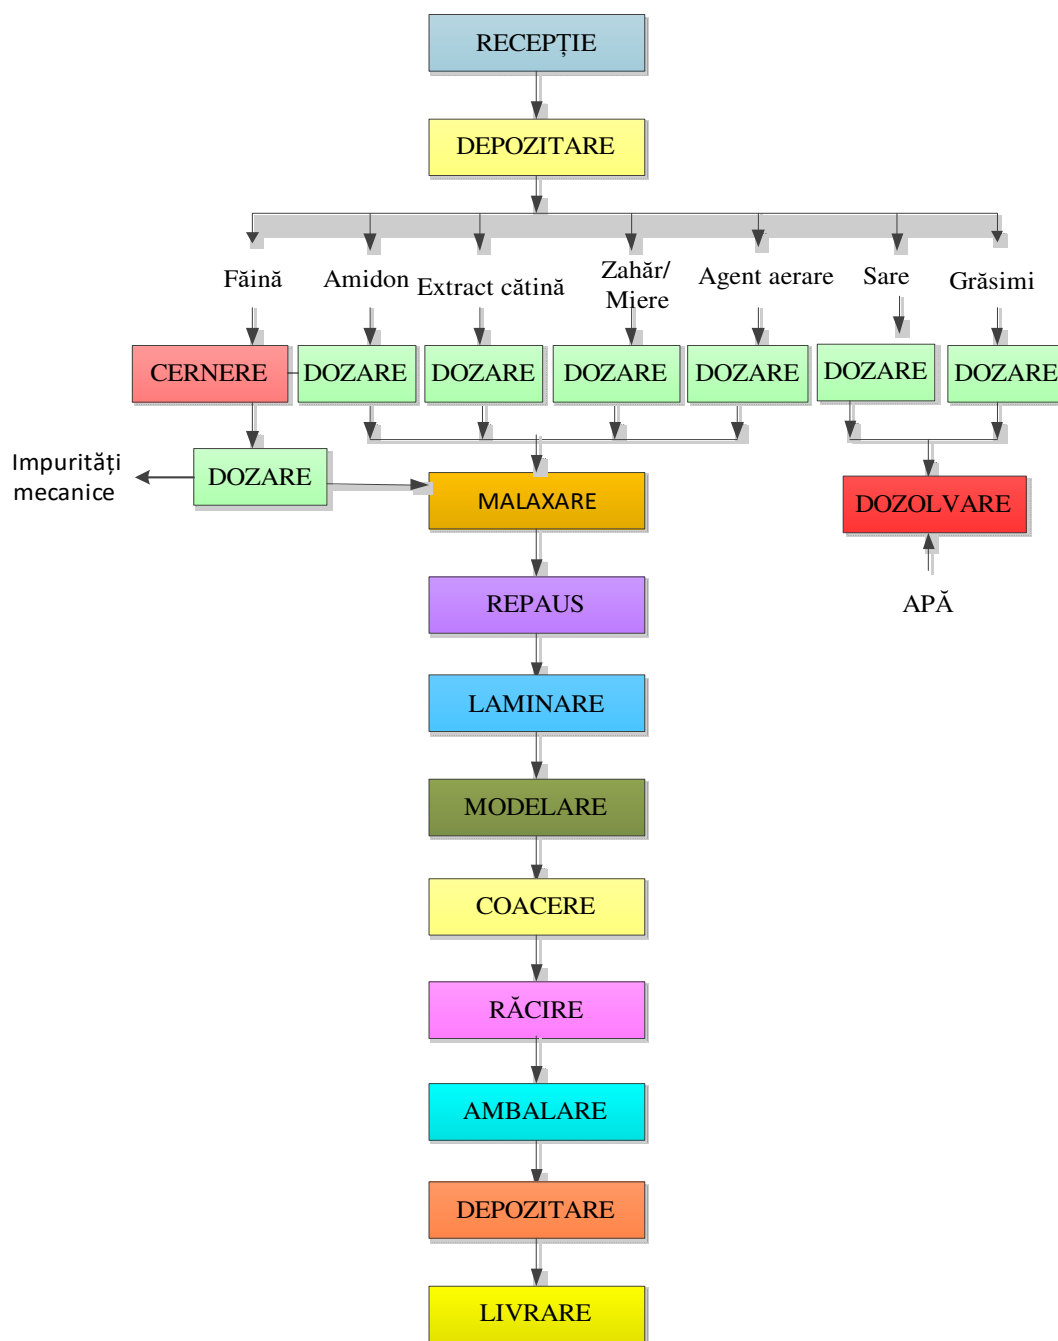 RECEPȚIE
DEPOZITARE
Făină
Amidon
Extract cătină
Zahăr/
Miere
Agent aerare
Sare
Grăsimi
CERNERE
DOZARE
DOZARE
DOZARE
DOZARE
DOZARE
DOZARE
Impurități
mecanice
DOZARE
MALAXARE
DOZOLVARE
REPAUS
APĂ
LAMINARE
MODELARE
COACERE
RĂCIRE
AMBALARE
DEPOZITARE
LIVRARE